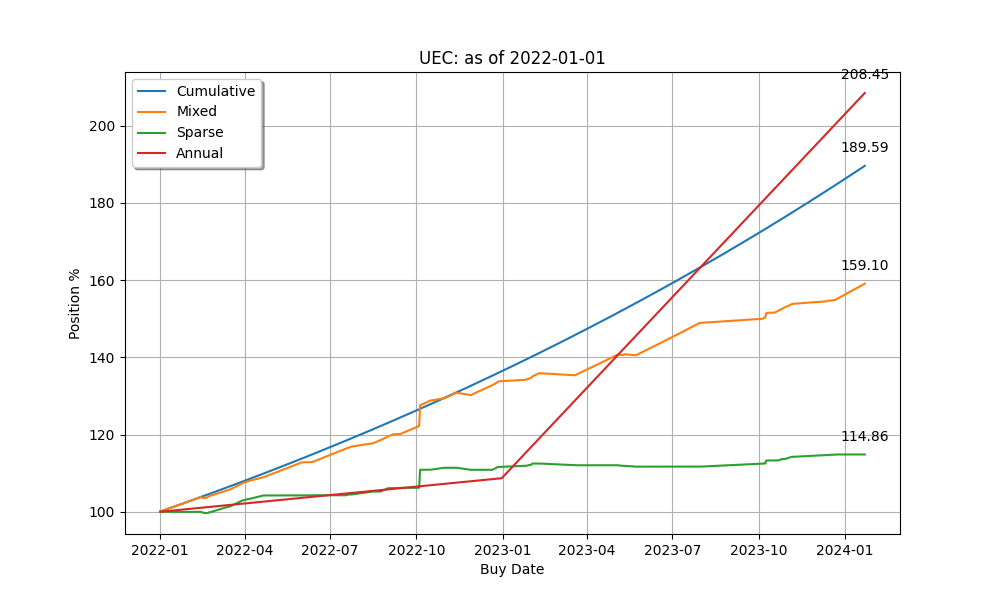 UEC: as of 2022-01-01
208.45
Cumulative
Mixed
Sparse
Annual
189.59
159.10
114.86
200
180
160
140
120
100
Position %
2022-01
2022-04
2022-07
2022-10
2023-01
2023-04
2023-07
2023-10
2024-01
Buy Date